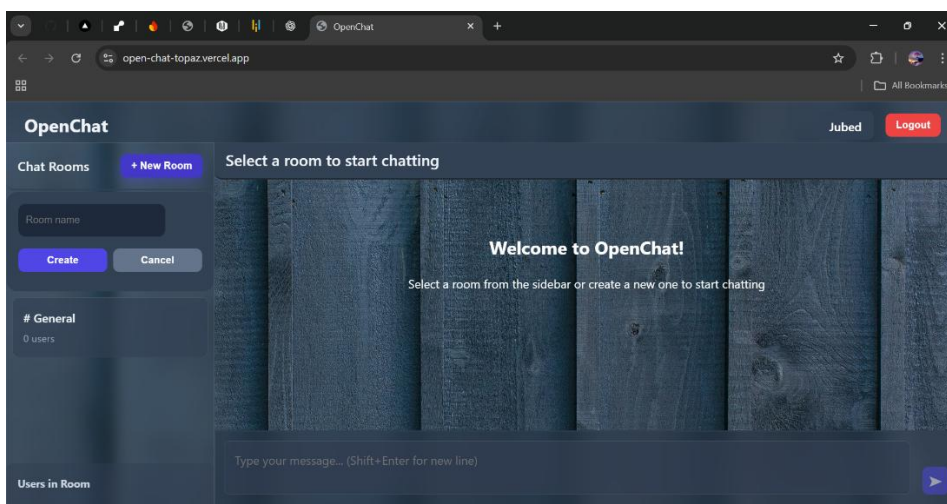 OpenChat
open-chat-topaz.vercel.app
All Bookmarks
OpenChat
Jubed
Logout
Chat Rooms
+ New Room
Select a room to start chatting
Room name
Create
Cancel
Welcome to OpenChat!
Select a room from the sidebar or create a new one to start chatting
# General
0 users
Type your message... (Shift+Enter for new line)
Users in Room